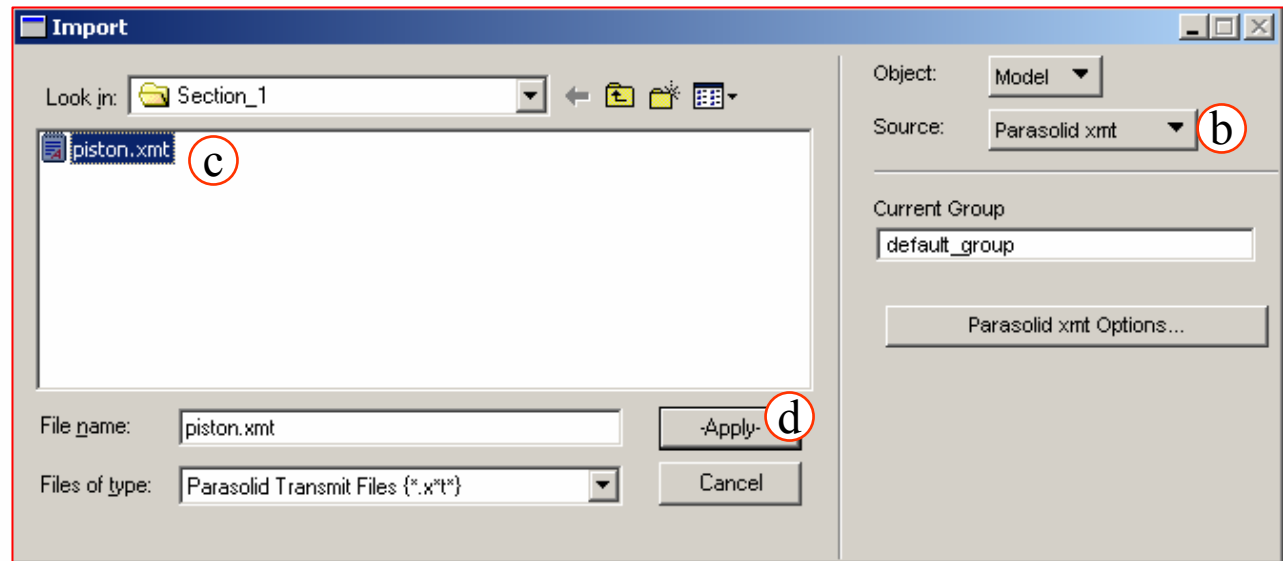 Import
Look in: Section_1
piston.xmt
c
File name: piston.xmt
-Apply- d
Files of type: Parasolid Transmit Files {*.x*t*}
Cancel
Object: Model
Source: Parasolid xmt b
Current Group
default_group
Parasolid xmt Options...